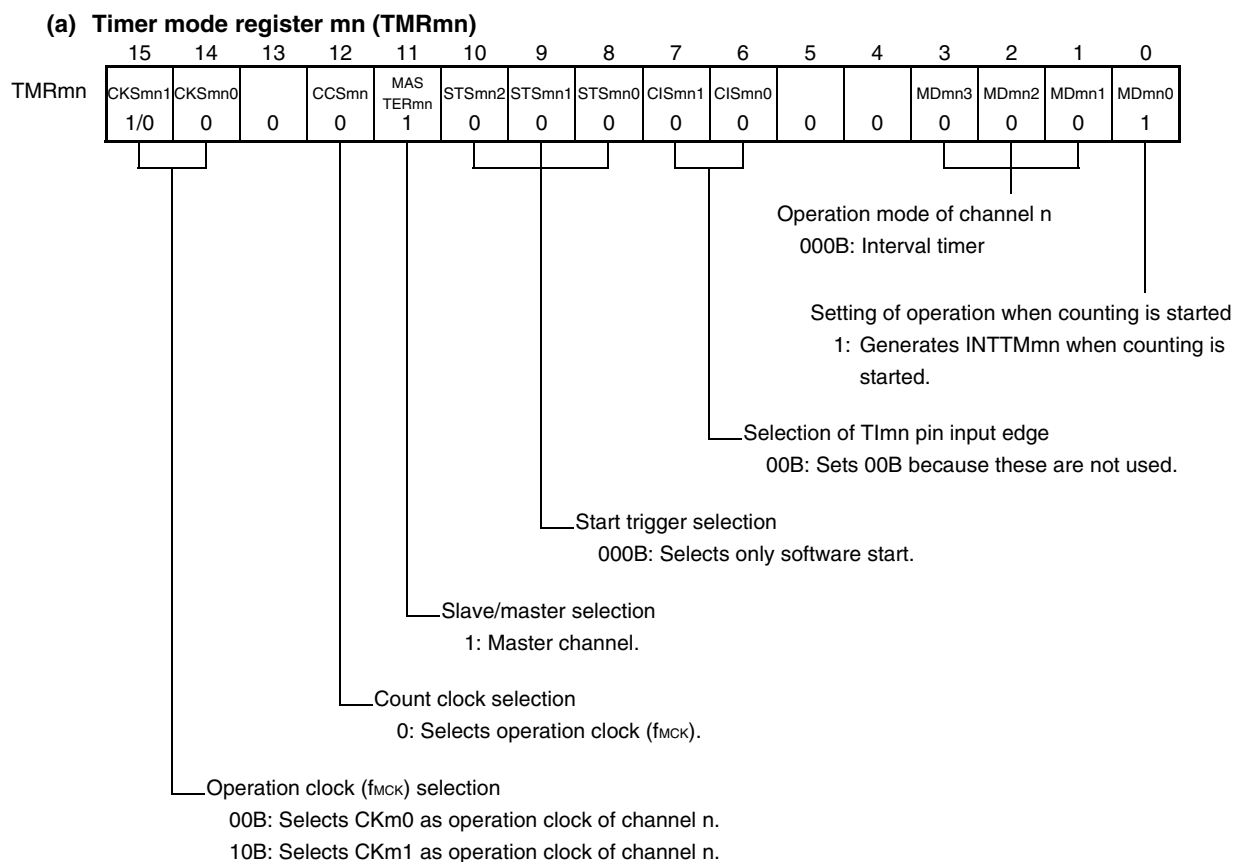 (a) Timer mode register mn (TMRmn)
15 14 13 12 11 10 9 8 7 6 5 4 3 2 1 0
TMRmn CKSmn1 CKSmn0 CCSmn MAS TERmn STSmn2 STSmn1 STSmn0 CISmn1 CISmn0 MDmn3 MDmn2 MDmn1 MDmn0
1/0 0 0 0 1 0 0 0 0 0 0 0 0 0 0 1
Operation mode of channel n
000B: Interval timer
Setting of operation when counting is started
1: Generates INTTMmn when counting is
started.
Selection of TImn pin input edge
00B: Sets 00B because these are not used.
Start trigger selection
000B: Selects only software start.
Slave/master selection
1: Master channel.
Count clock selection
0: Selects operation clock (fMCK).
Operation clock (fMCK) selection
00B: Selects CKm0 as operation clock of channel n.
10B: Selects CKm1 as operation clock of channel n.